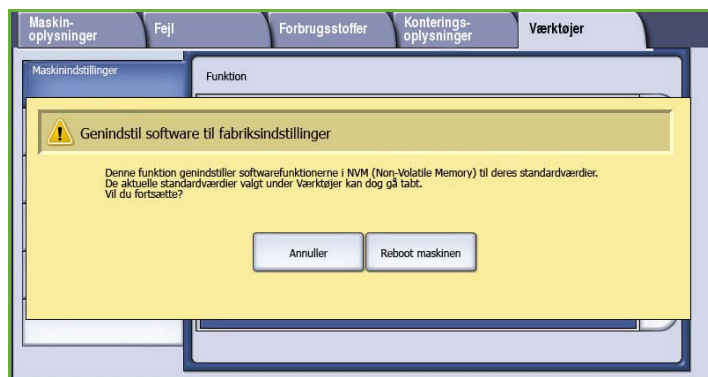 Maskin-
oplysninger
Fejl
Forbrugsstoffer
Konterings-
oplysninger
Værktøjer
Maskinindstillinger
Funktion
Genindstil software til fabriksindstillinger
Denne funktion genindstiller softwarefunktionerne i NVM (Non-Volatile Memory) til deres standardværdier.
De aktuelle standardværdier valgt under Værktøjer kan dog gå tabt.
Vil du fortsætte?
Annuller
Reboot maskinen